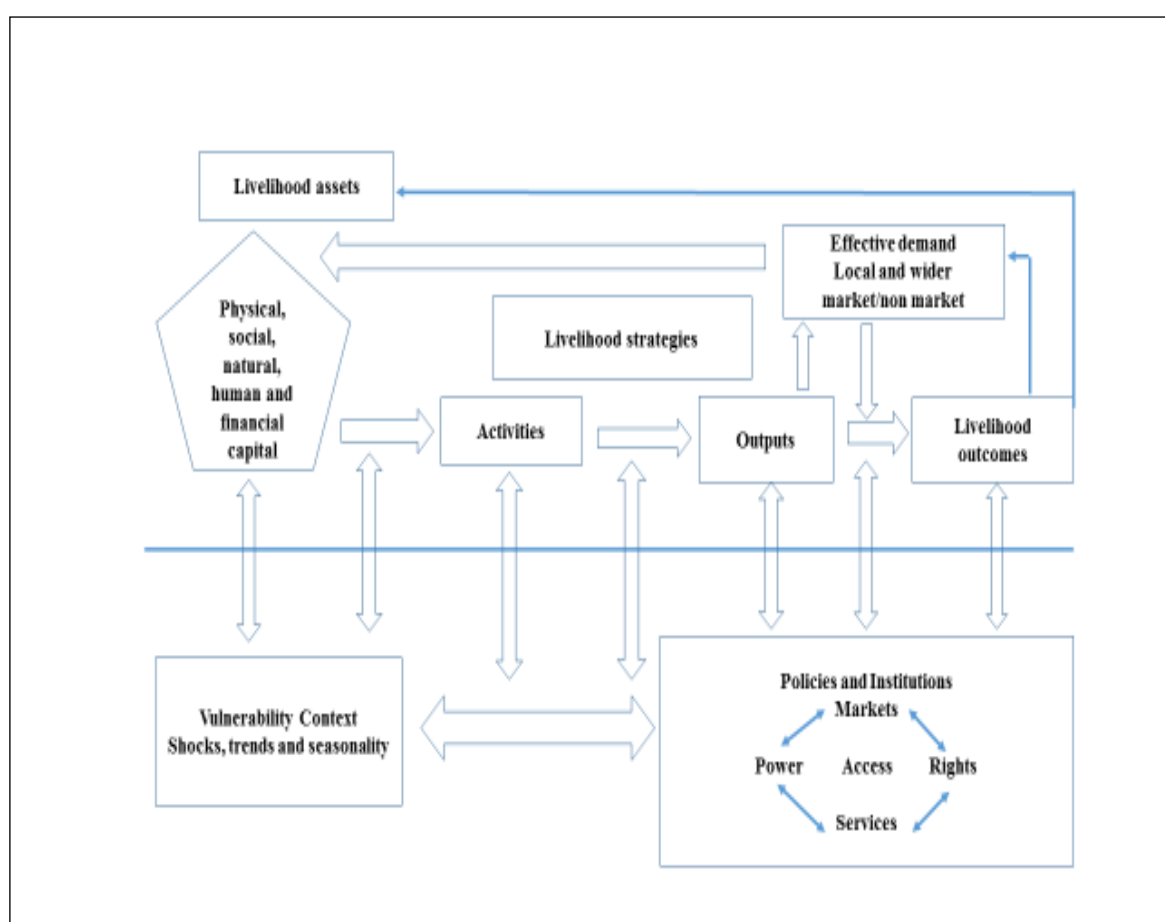 Livelihood assets
Effective demand
Local and wider
market/non market
Physical,
social,
natural,
human and
financial
capital
Livelihood strategies
Activities
Outputs
Livelihood
outcomes
Vulnerability Context
Shocks, trends and seasonality
Policies and Institutions
Markets
Power Access Rights
Services